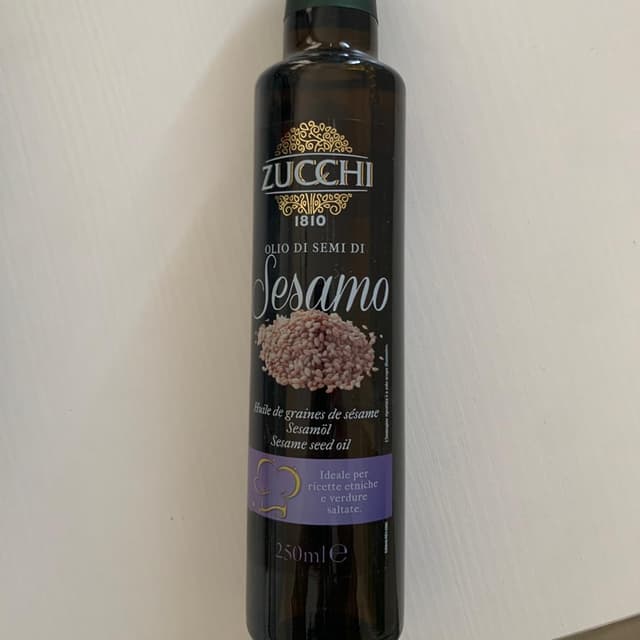 ZUCCHI
1810
OLIO DI SEMI DI
Sesamo
Huile de graines de sésame
Sesamöl
Sesame seed oil
Ideale per
ricette etniche
e verdure
saltate.
250ml e